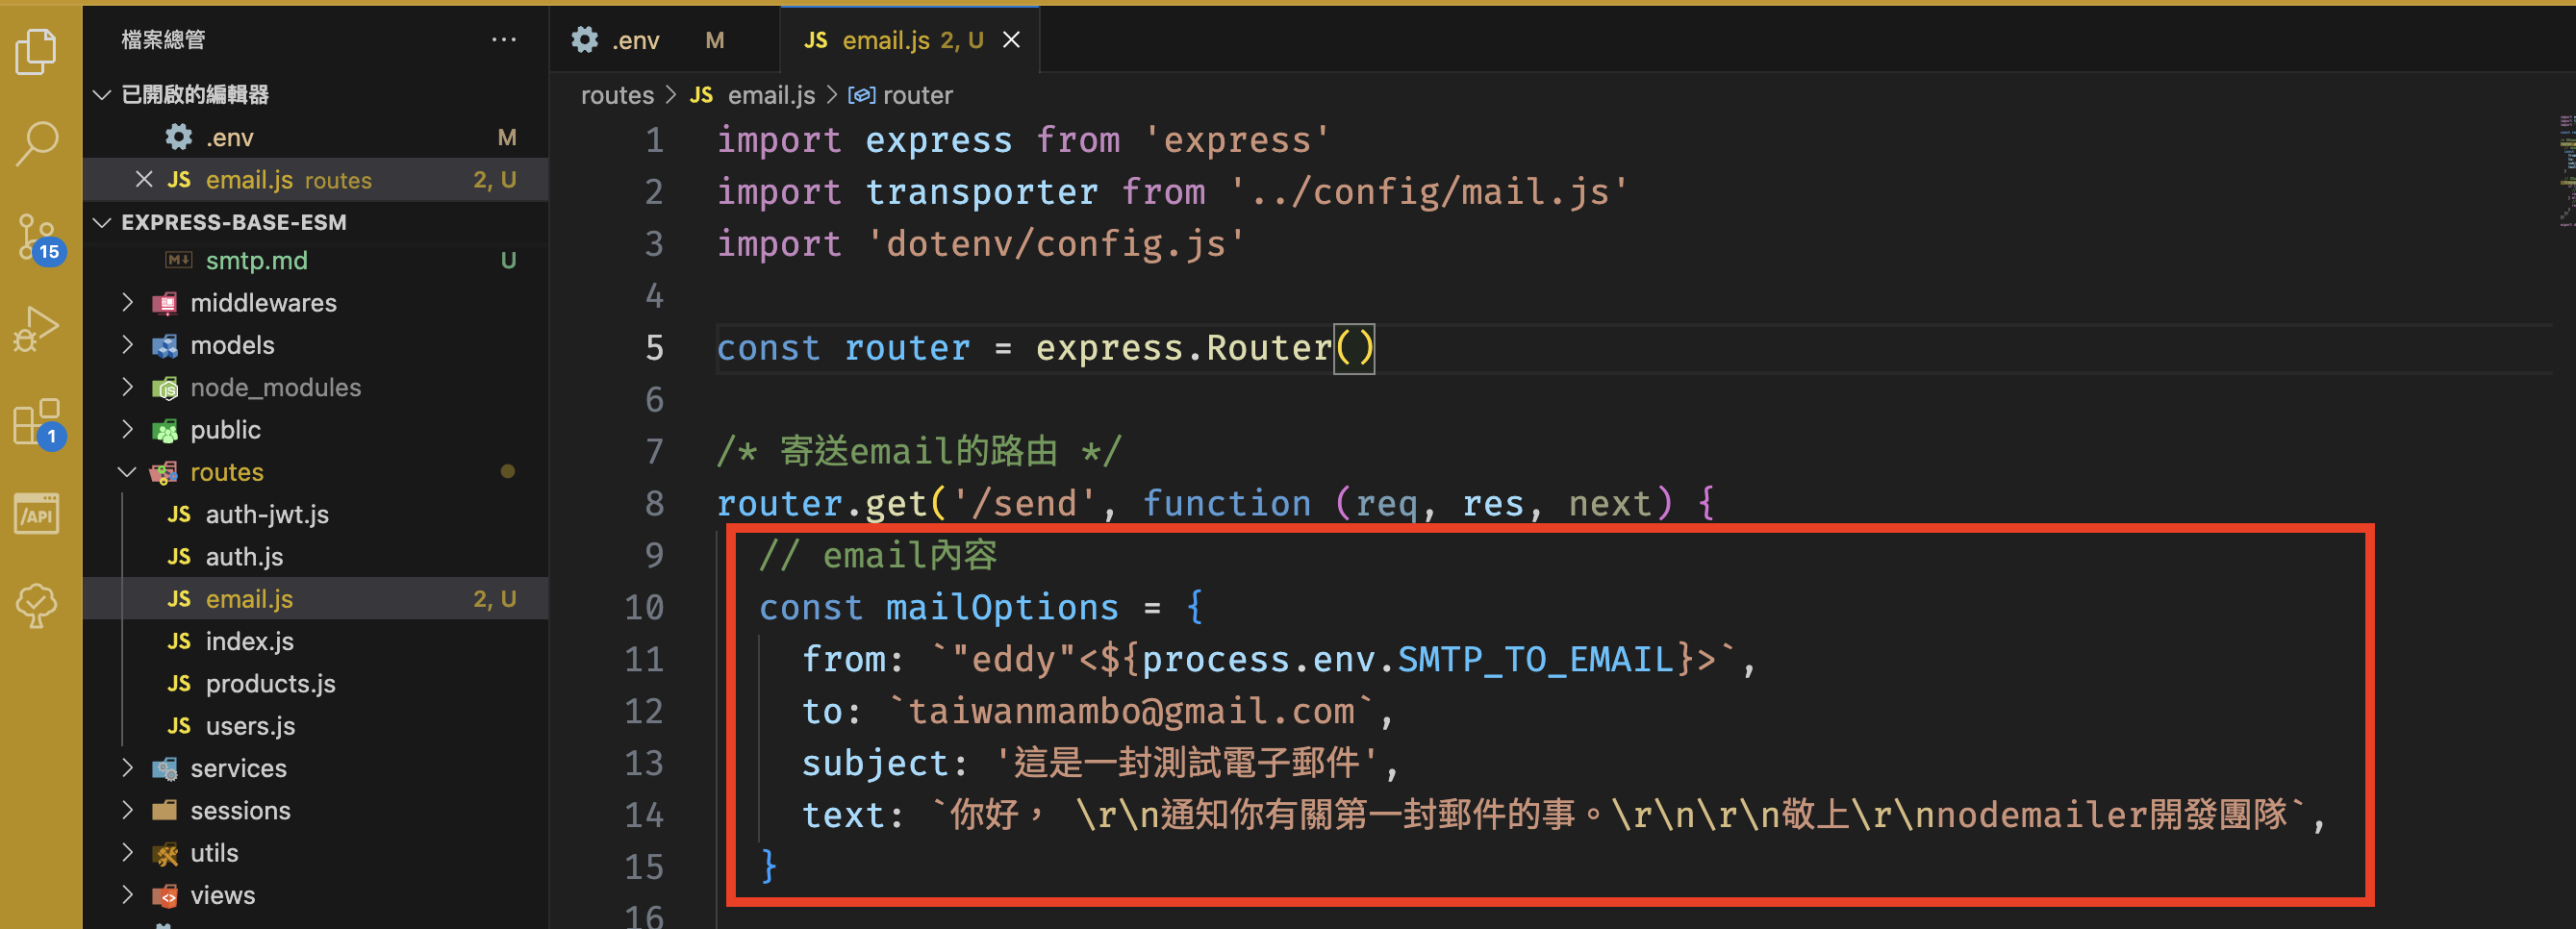 檔案總管 ···
已開啟的編輯器
.env M
JS email.js routes 2, U
EXPRESS-BASE-ESM
smtp.md U
middlewares
models
node_modules
public
routes
JS auth-jwt.js
JS auth.js
JS email.js 2, U
JS index.js
JS products.js
JS users.js
services
sessions
utils
views
15
1
/API
.env M
JS email.js 2, U
routes > JS email.js > router
1 import express from 'express'
2 import transporter from '../config/mail.js'
3 import 'dotenv/config.js'
4
5 const router = express.Router()
6
7 /* 寄送email的路由 */
8 router.get('/send', function (req, res, next) {
9 // email內容
10 const mailOptions = {
11 from: `"eddy"<${process.env.SMTP_TO_EMAIL}>`,
12 to: `taiwanmambo@gmail.com`,
13 subject: '這是一封測試電子郵件',
14 text: `你好， \r\n通知你有關第一封郵件的事。\r\n\r\n敬上\r\nnodemailer開發團隊`,
15 }
16